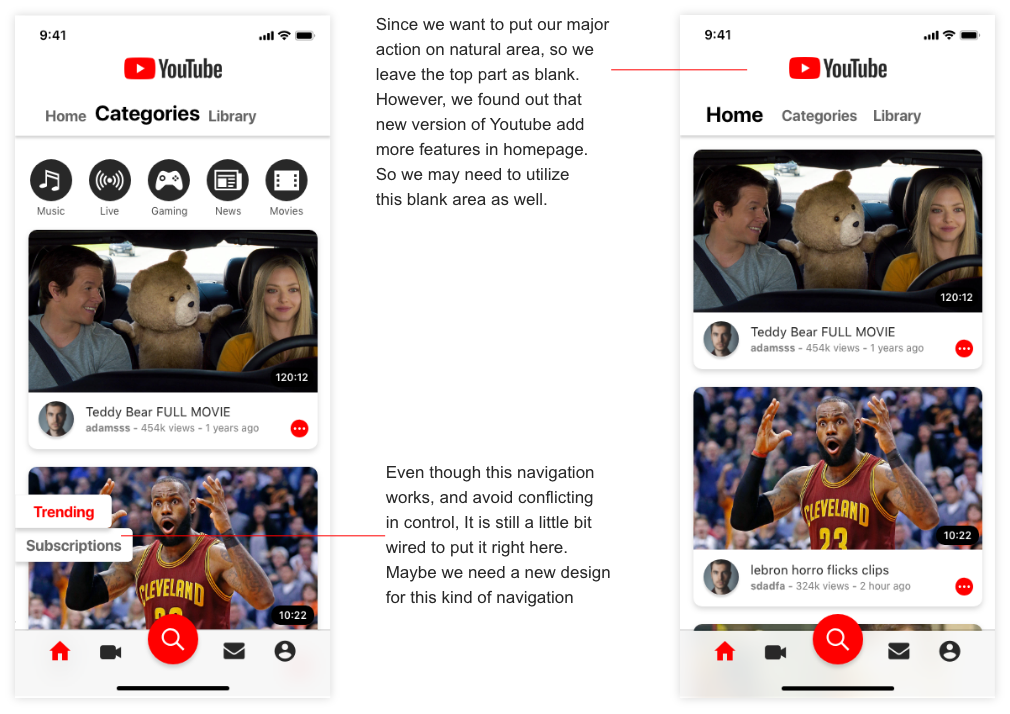 9:41
YouTube
Home Categories Library
Music Live Gaming News Movies
120:12
Teddy Bear FULL MOVIE
adamsss - 454k views - 1 years ago
Trending
Subscriptions
CLEVELAND
23
10:22
Since we want to put our major
action on natural area, so we
leave the top part as blank.
However, we found out that
new version of Youtube add
more features in homepage.
So we may need to utilize
this blank area as well.
Even though this navigation
works, and avoid conflicting
in control, It is still a little bit
wired to put it right here.
Maybe we need a new design
for this kind of navigation
9:41
YouTube
Home Categories Library
120:12
Teddy Bear FULL MOVIE
adamsss - 454k views - 1 years ago
CLEVELAND
23
10:22
lebron horro flicks clips
sdadfa - 324k views - 2 hour ago